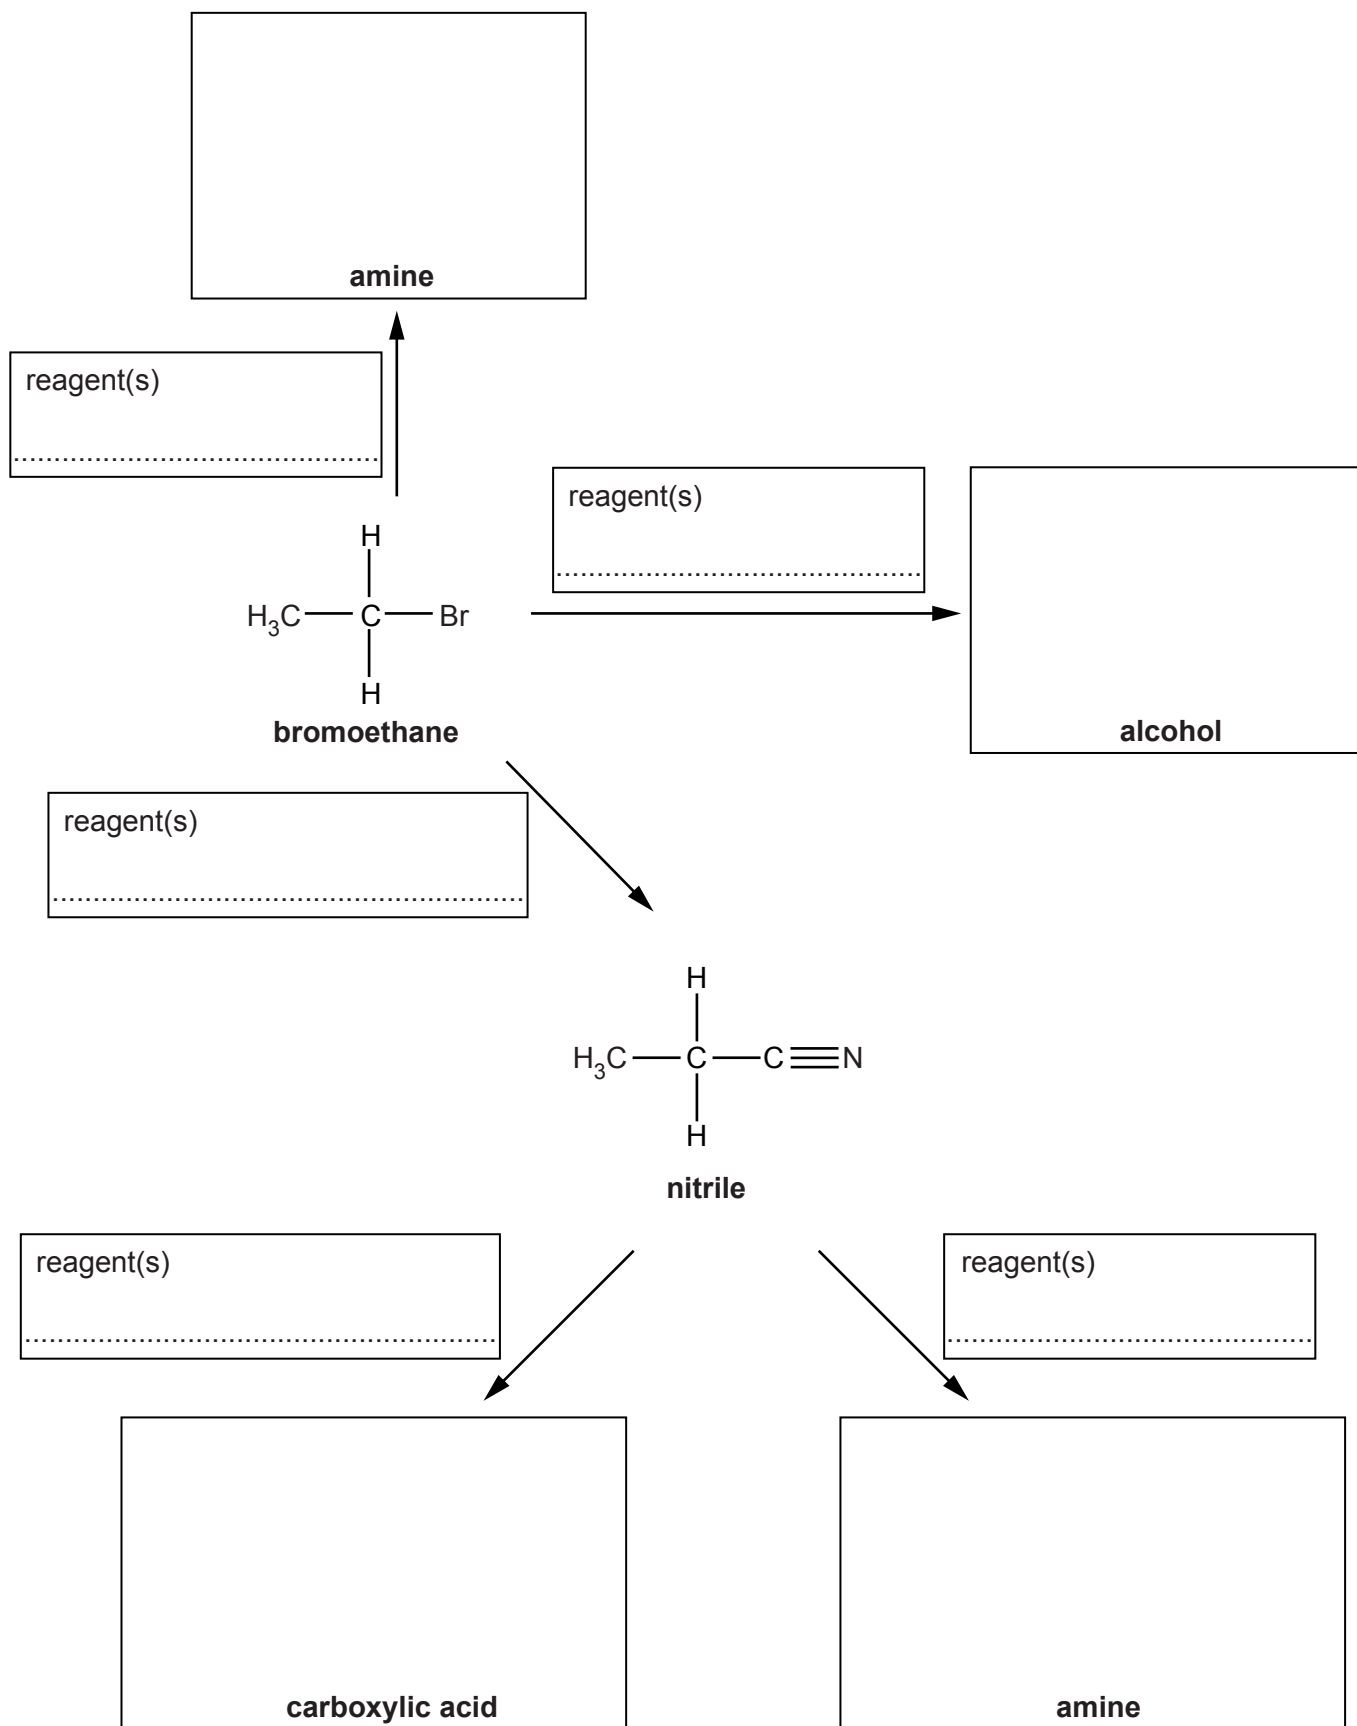 amine
reagent(s)
reagent(s)
H
H₃C C Br
H
bromoethane
alcohol
reagent(s)
H
H₃C C C N
H
nitrile
reagent(s)
reagent(s)
carboxylic acid
amine